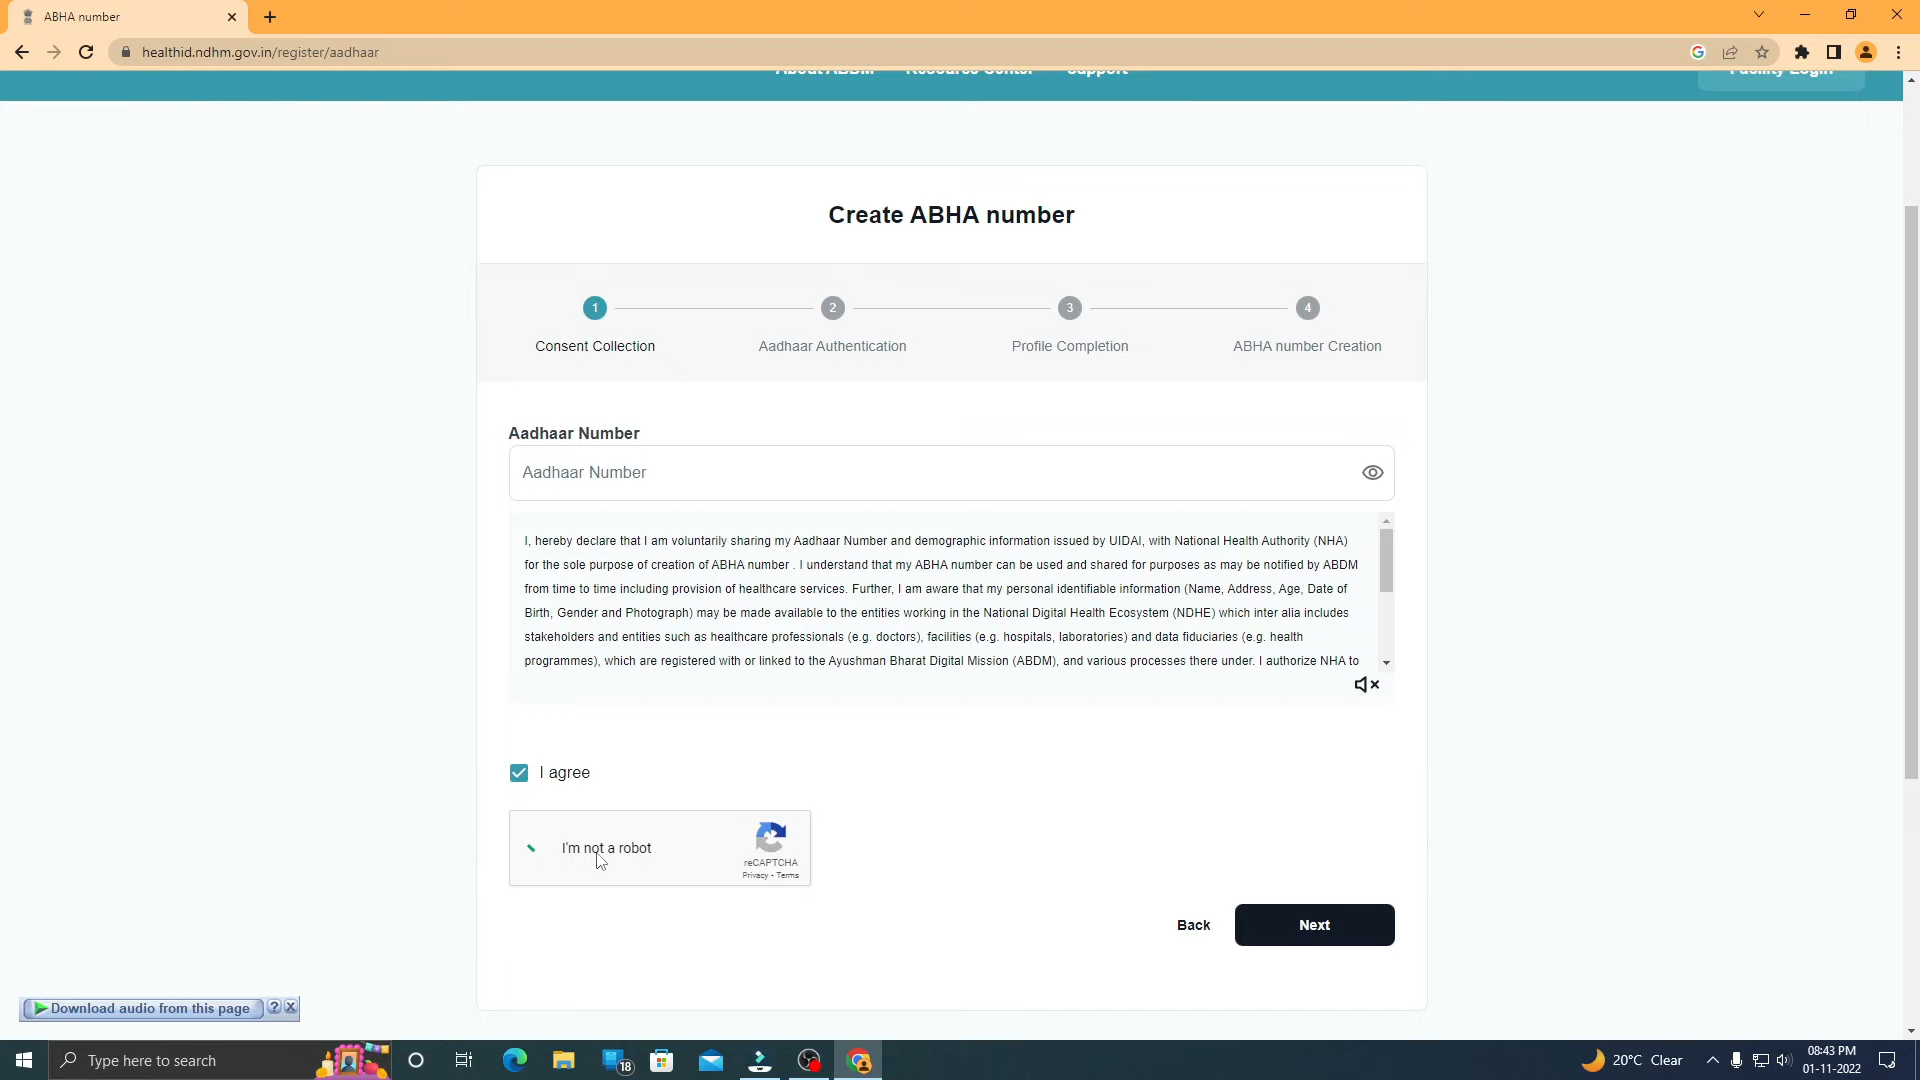 ABHA number
healthid.ndhm.gov.in/register/aadhaar
About ABDM Resource Center Support
Facility Login
Create ABHA number
1 2 3 4
Consent Collection Aadhaar Authentication Profile Completion ABHA number Creation
Aadhaar Number
Aadhaar Number
I, hereby declare that I am voluntarily sharing my Aadhaar Number and demographic information issued by UIDAI, with National Health Authority (NHA)
for the sole purpose of creation of ABHA number . I understand that my ABHA number can be used and shared for purposes as may be notified by ABDM
from time to time including provision of healthcare services. Further, I am aware that my personal identifiable information (Name, Address, Age, Date of
Birth, Gender and Photograph) may be made available to the entities working in the National Digital Health Ecosystem (NDHE) which inter alia includes
stakeholders and entities such as healthcare professionals (e.g. doctors), facilities (e.g. hospitals, laboratories) and data fiduciaries (e.g. health
programmes), which are registered with or linked to the Ayushman Bharat Digital Mission (ABDM), and various processes there under. I authorize NHA to
I agree
I'm not a robot
reCAPTCHA
Privacy - Terms
Back Next
Download audio from this page
Type here to search
18
20°C Clear
08:43 PM
01-11-2022